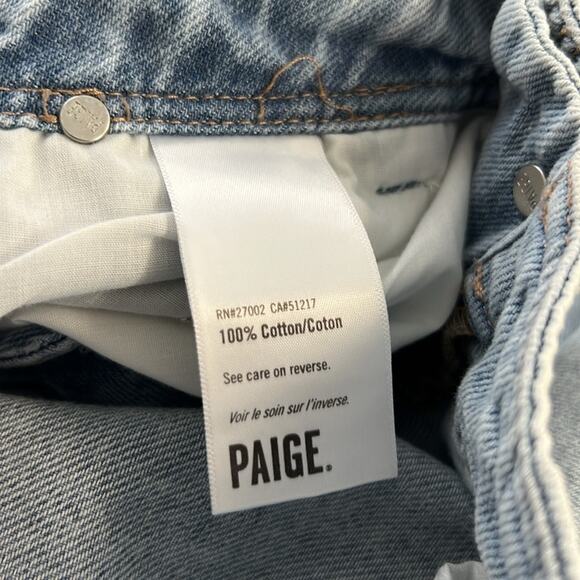 RN#27002 CA#51217
100% Cotton/Coton
See care on reverse.
Voir le soin sur l'inverse.
PAIGE.